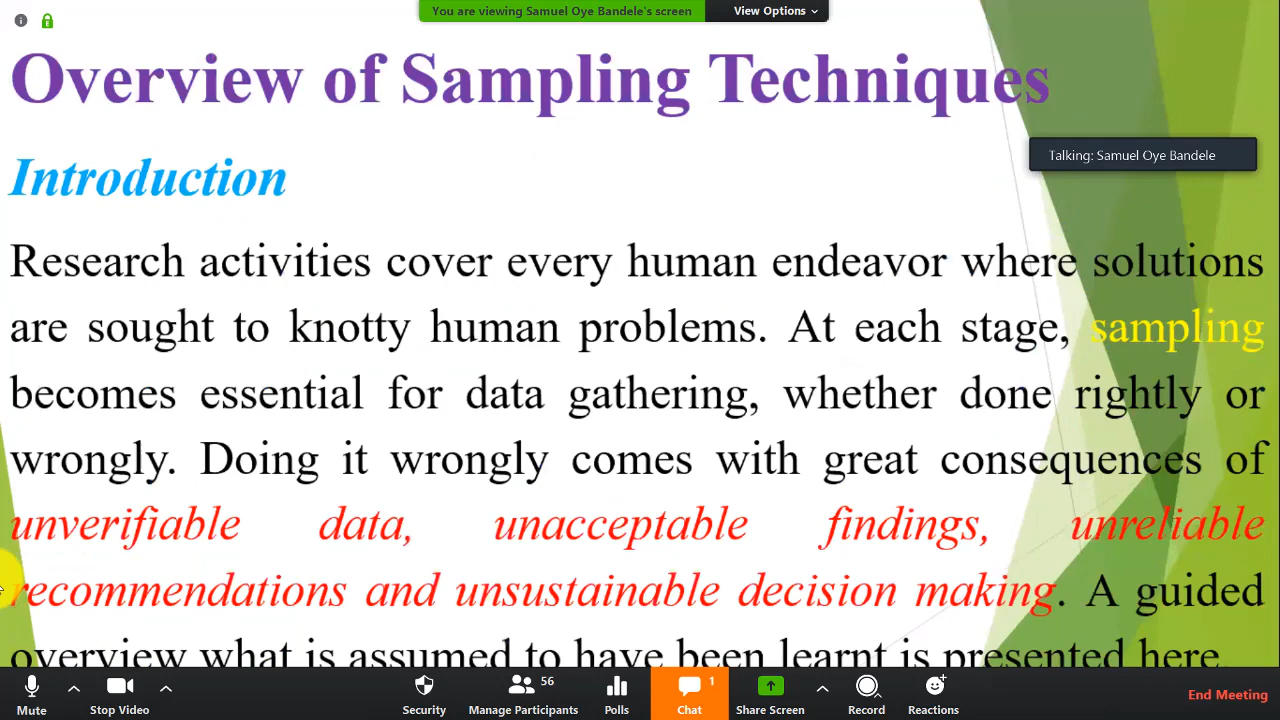 You are viewing Samuel Oye Bandele's screen
View Options
Overview of Sampling Techniques
Talking: Samuel Oye Bandele
Introduction
Research activities cover every human endeavor where solutions
are sought to knotty human problems. At each stage, sampling
becomes essential for data gathering, whether done rightly or
wrongly. Doing it wrongly comes with great consequences of
unverifiable data, unacceptable findings, unreliable
recommendations and unsustainable decision making. A guided
overview what is assumed to have been learnt is presented here
Mute
Stop Video
Security
56
Manage Participants
Polls
1
Chat
Share Screen
Record
Reactions
End Meeting